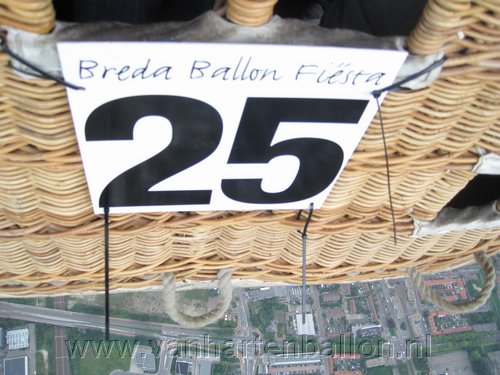 Breda Ballon Fiësta
25
www.vanhartenballon.nl